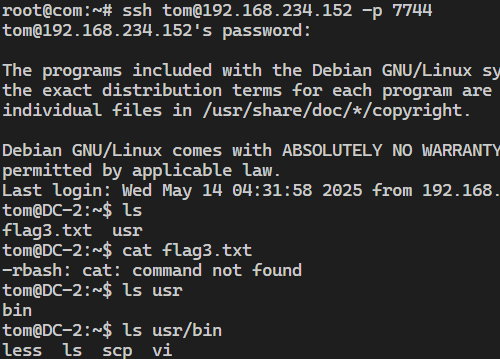 root@com:~# ssh tom@192.168.234.152 -p 7744
tom@192.168.234.152's password:
The programs included with the Debian GNU/Linux sy
the exact distribution terms for each program are
individual files in /usr/share/doc/*/copyright.
Debian GNU/Linux comes with ABSOLUTELY NO WARRANTY
permitted by applicable law.
Last login: Wed May 14 04:31:58 2025 from 192.168.
tom@DC-2:~$ ls
flag3.txt  usr
tom@DC-2:~$ cat flag3.txt
-rbash: cat: command not found
tom@DC-2:~$ ls usr
bin
tom@DC-2:~$ ls usr/bin
less  ls  scp  vi